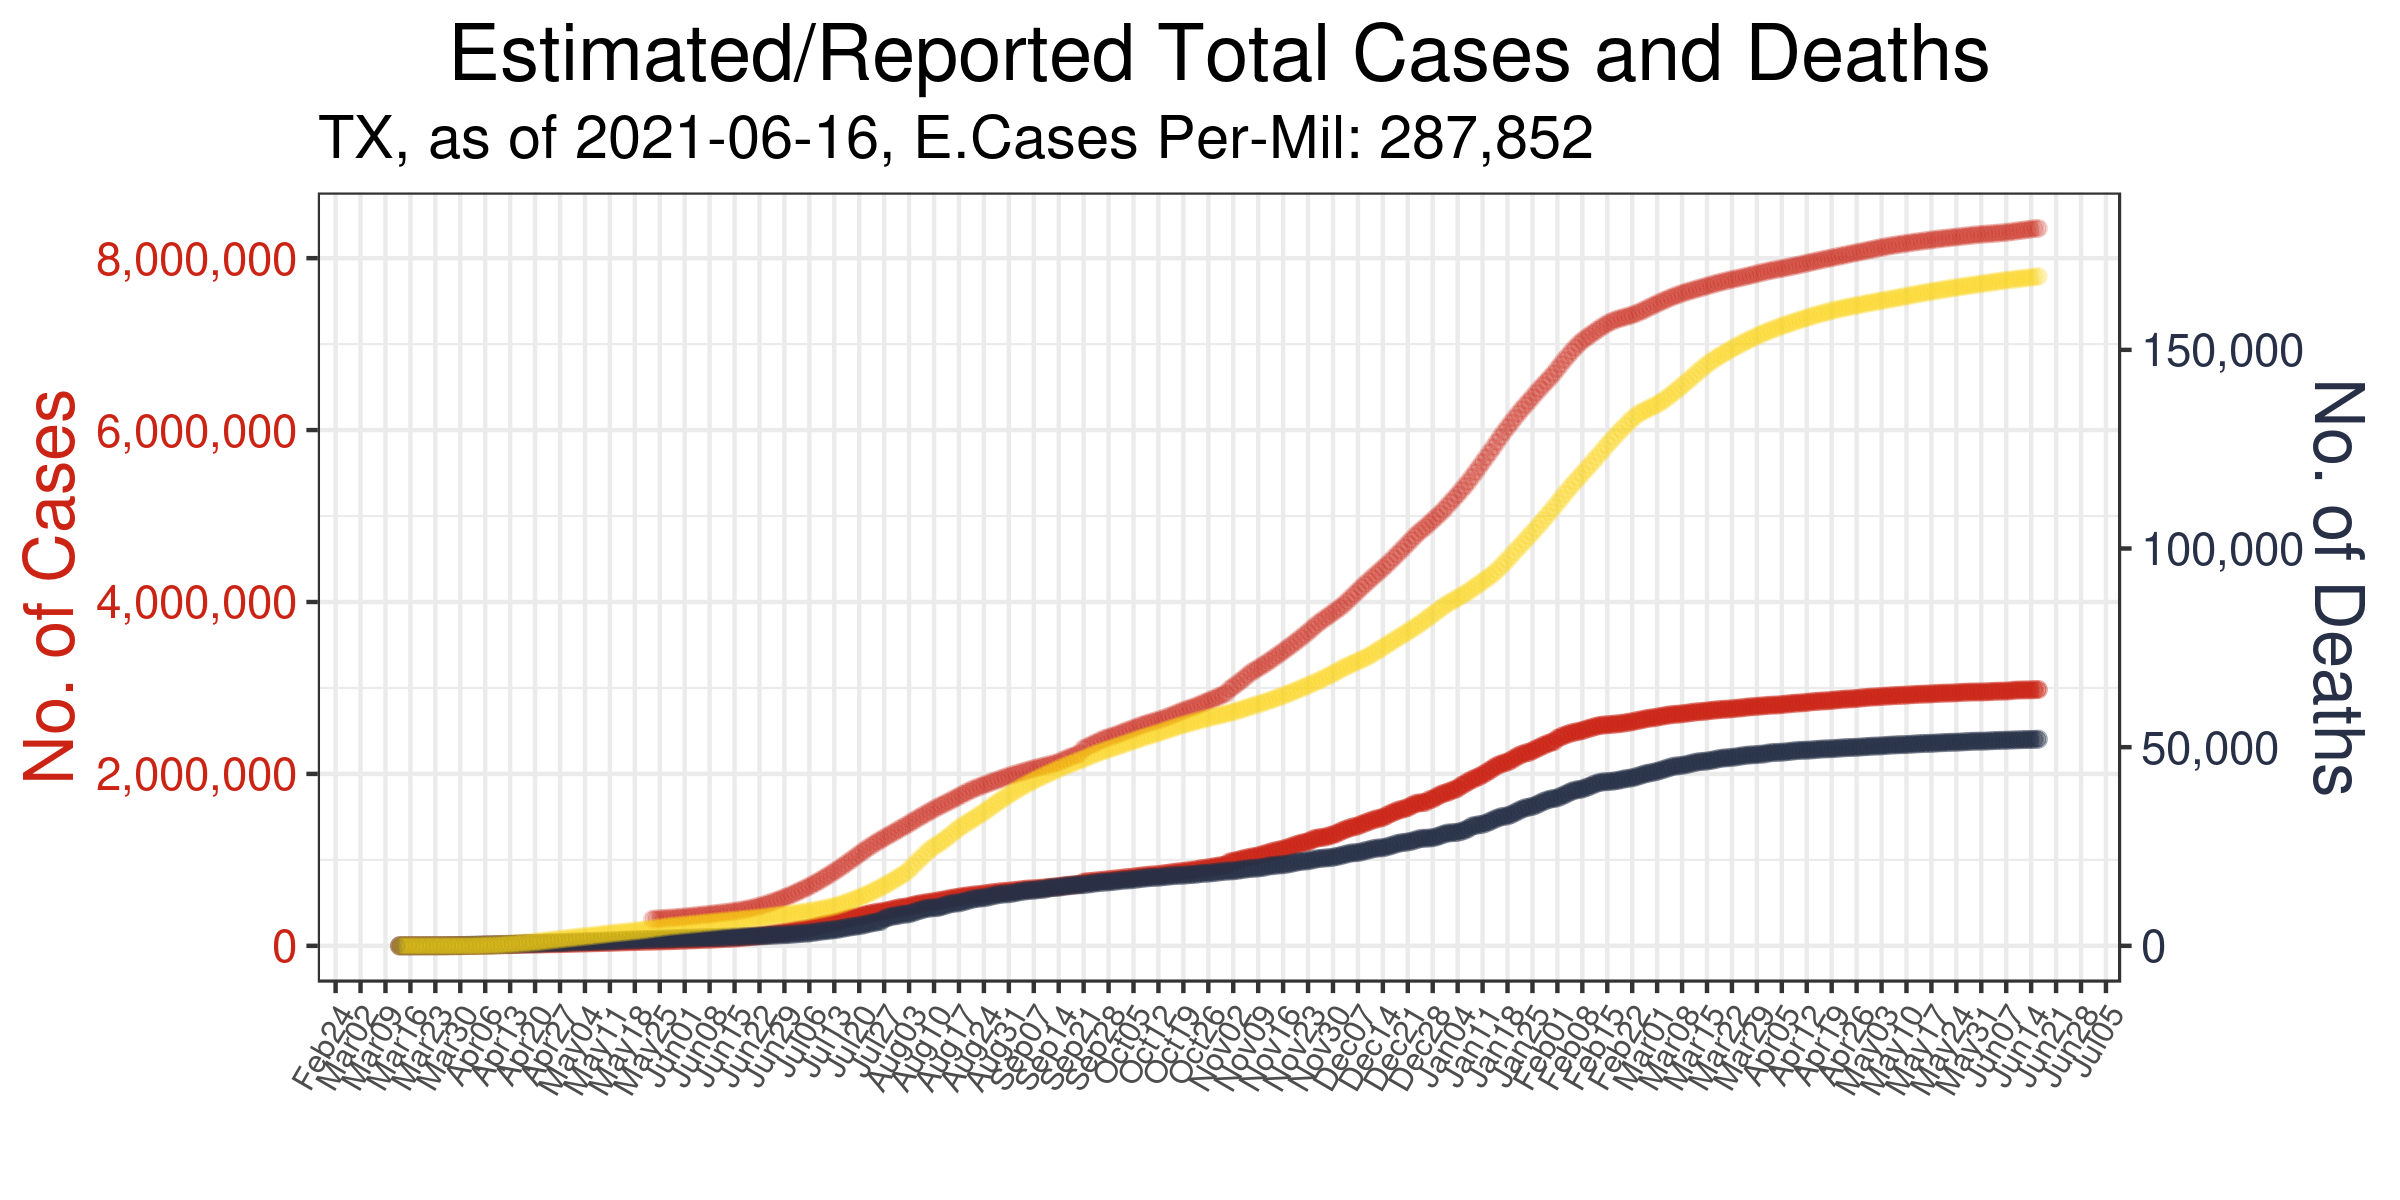 Estimated/Reported Total Cases and Deaths
TX, as of 2021-06-16, E.Cases Per-Mil: 287,852
No. of Cases
8,000,000
6,000,000
4,000,000
2,000,000
0
150,000
100,000
50,000
0
No. of Deaths
Feb24
Mar02
Mar09
Mar16
Mar23
Mar30
Apr06
Apr13
Apr20
Apr27
May04
May11
May18
May25
Jun01
Jun08
Jun15
Jun22
Jun29
Jul06
Jul13
Jul20
Jul27
Aug03
Aug10
Aug17
Aug24
Aug31
Sep07
Sep14
Sep21
Sep28
Oct05
Oct12
Oct19
Oct26
Nov02
Nov09
Nov16
Nov23
Nov30
Dec07
Dec14
Dec21
Dec28
Jan04
Jan11
Jan18
Jan25
Feb01
Feb08
Feb15
Feb22
Mar01
Mar08
Mar15
Mar22
Mar29
Apr05
Apr12
Apr19
Apr26
May03
May10
May17
May24
May31
Jun07
Jun14
Jun21
Jun28
Jul05